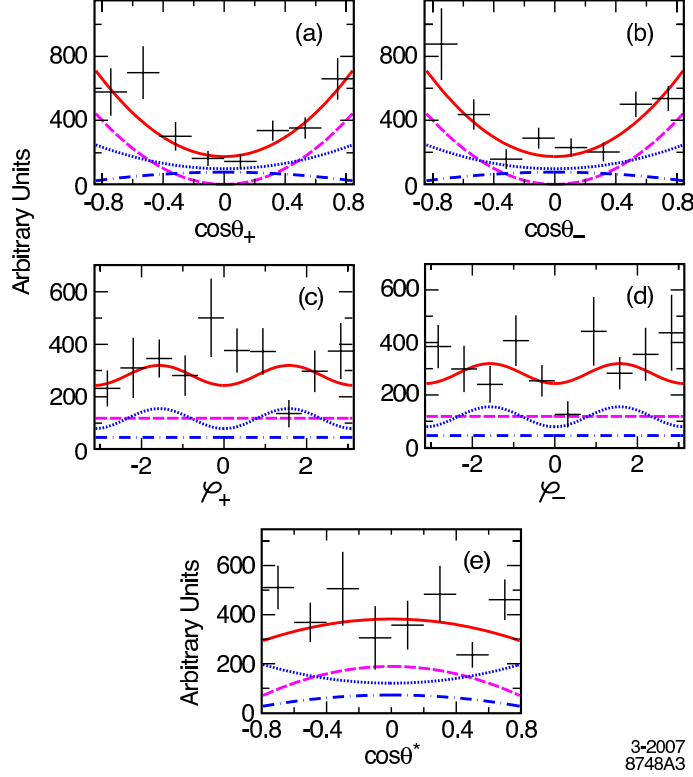 (a)
(b)
800
400
0
-0.8 -0.4 0 0.4 0.8
-0.8 -0.4 0 0.4 0.8
cosθ+
cosθ−
Arbitrary Units
(c)
(d)
600
400
200
0
600
400
200
0
-2 0 2
-2 0 2
φ+
φ−
(e)
600
400
200
0
-0.8 -0.4 0 0.4 0.8
cosθ*
Arbitrary Units
800
400
0
3-2007
8748A3